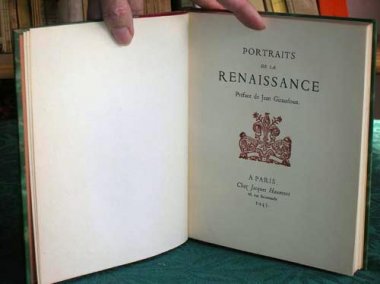 PORTRAITS
DE LA
RENAISSANCE
Préface de Jean Giraudoux.
A PARIS
Chez Jacques Haumont